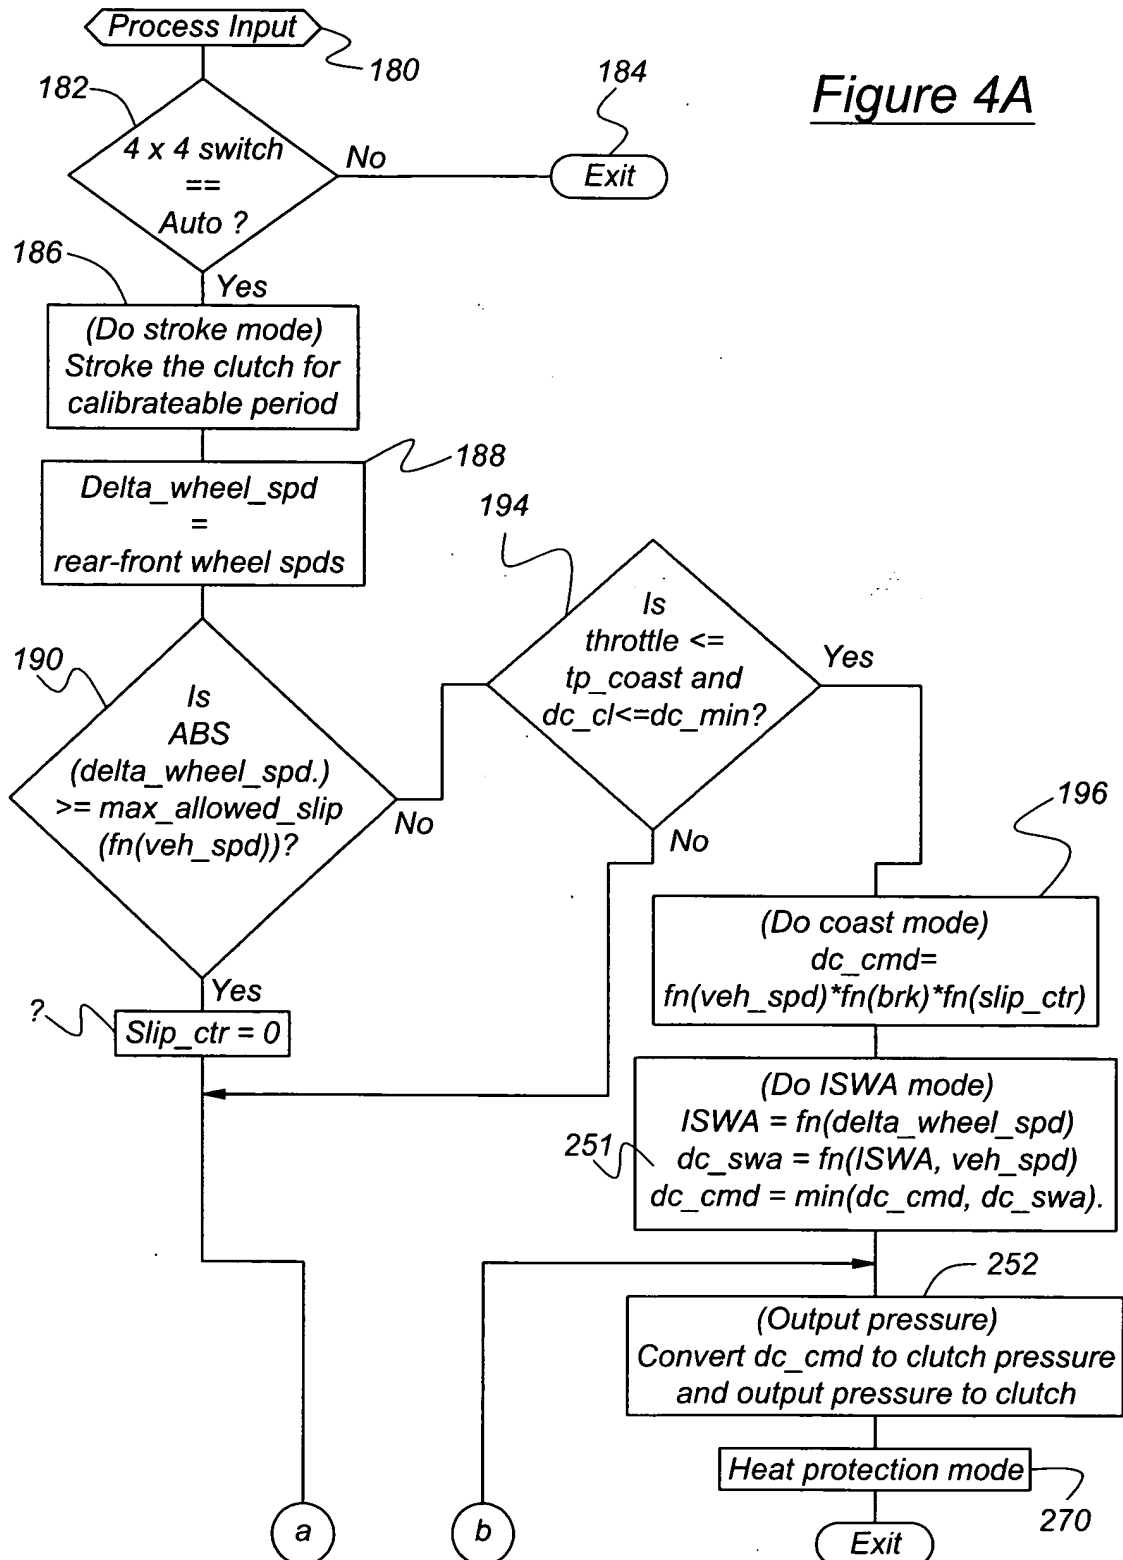 Figure 4A
Process Input
180
182
4 x 4 switch
==
Auto ?
No
184
Exit
Yes
186
(Do stroke mode)
Stroke the clutch for
calibrateable period
188
Delta_wheel_spd
=
rear-front wheel spds
190
Is
ABS
(delta_wheel_spd.)
>= max_allowed_slip
(fn(veh_spd))?
No
Yes
?
Slip_ctr = 0
194
Is
throttle <=
tp_coast and
dc_cl<=dc_min?
Yes
No
196
(Do coast mode)
dc_cmd=
fn(veh_spd)*fn(brk)*fn(slip_ctr)
251
(Do ISWA mode)
ISWA = fn(delta_wheel_spd)
dc_swa = fn(ISWA, veh_spd)
dc_cmd = min(dc_cmd, dc_swa).
252
(Output pressure)
Convert dc_cmd to clutch pressure
and output pressure to clutch
Heat protection mode
270
Exit
a
b